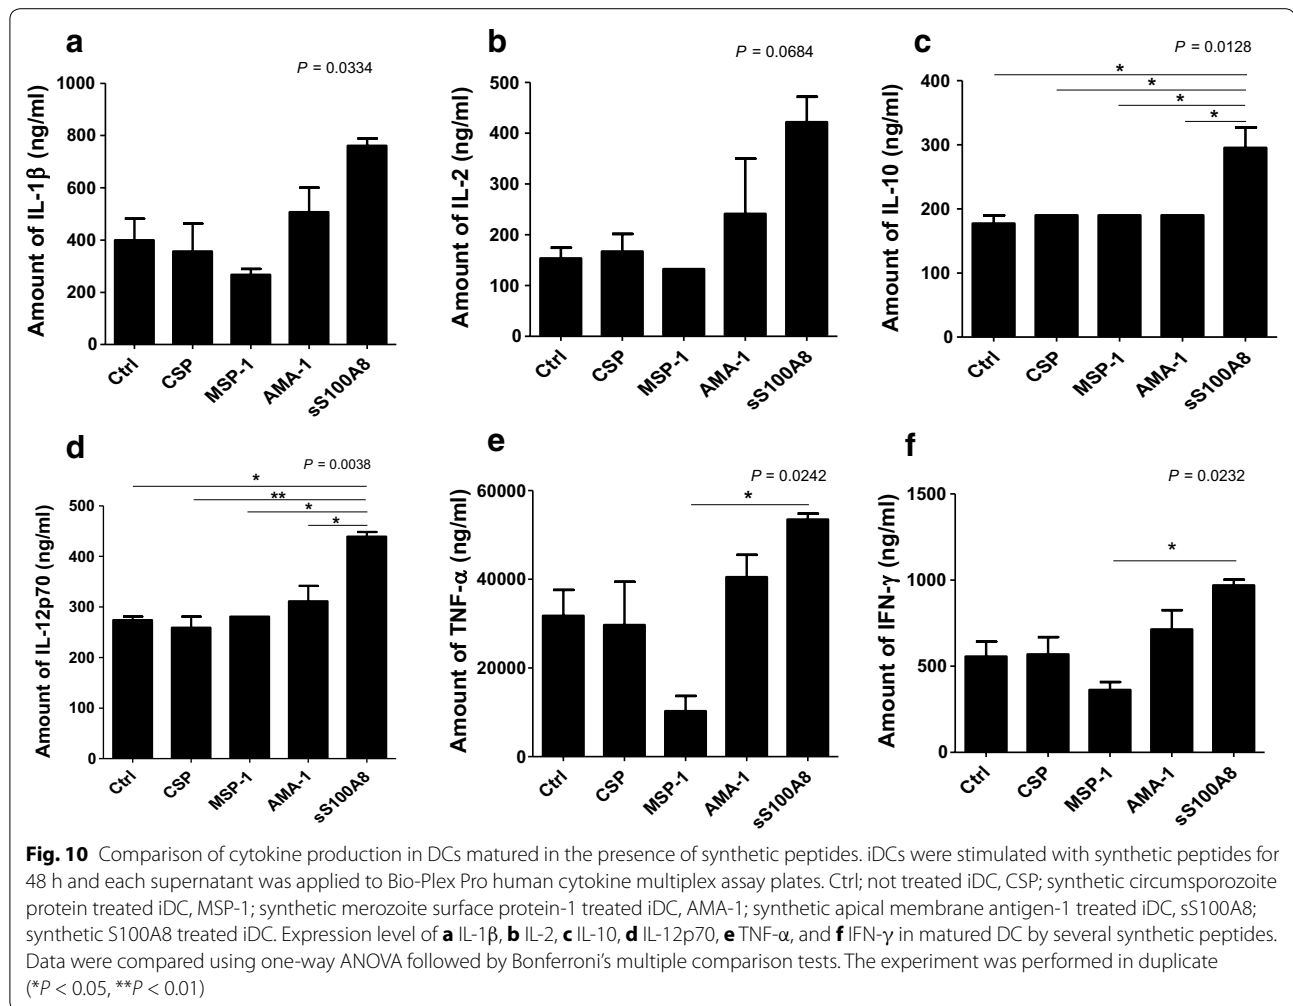 a
P = 0.0334
Amount of IL-1β (ng/ml)
1000
800
600
400
200
0
Ctrl
CSP
MSP-1
AMA-1
sS100A8
b
P = 0.0684
Amount of IL-2 (ng/ml)
500
400
300
200
100
0
Ctrl
CSP
MSP-1
AMA-1
sS100A8
c
P = 0.0128
*
*
*
*
Amount of IL-10 (ng/ml)
400
300
200
100
0
Ctrl
CSP
MSP-1
AMA-1
sS100A8
d
P = 0.0038
*
**
*
*
Amount of IL-12p70 (ng/ml)
500
400
300
200
100
0
Ctrl
CSP
MSP-1
AMA-1
sS100A8
e
P = 0.0242
*
Amount of TNF-α (ng/ml)
60000
40000
20000
0
Ctrl
CSP
MSP-1
AMA-1
sS100A8
f
P = 0.0232
*
Amount of IFN-γ (ng/ml)
1500
1000
500
0
Ctrl
CSP
MSP-1
AMA-1
sS100A8
Fig. 10 Comparison of cytokine production in DCs matured in the presence of synthetic peptides. iDCs were stimulated with synthetic peptides for
48 h and each supernatant was applied to Bio-Plex Pro human cytokine multiplex assay plates. Ctrl; not treated iDC, CSP; synthetic circumsporozoite
protein treated iDC, MSP-1; synthetic merozoite surface protein-1 treated iDC, AMA-1; synthetic apical membrane antigen-1 treated iDC, sS100A8;
synthetic S100A8 treated iDC. Expression level of a IL-1β, b IL-2, c IL-10, d IL-12p70, e TNF-α, and f IFN-γ in matured DC by several synthetic peptides.
Data were compared using one-way ANOVA followed by Bonferroni's multiple comparison tests. The experiment was performed in duplicate
(*P < 0.05, **P < 0.01)